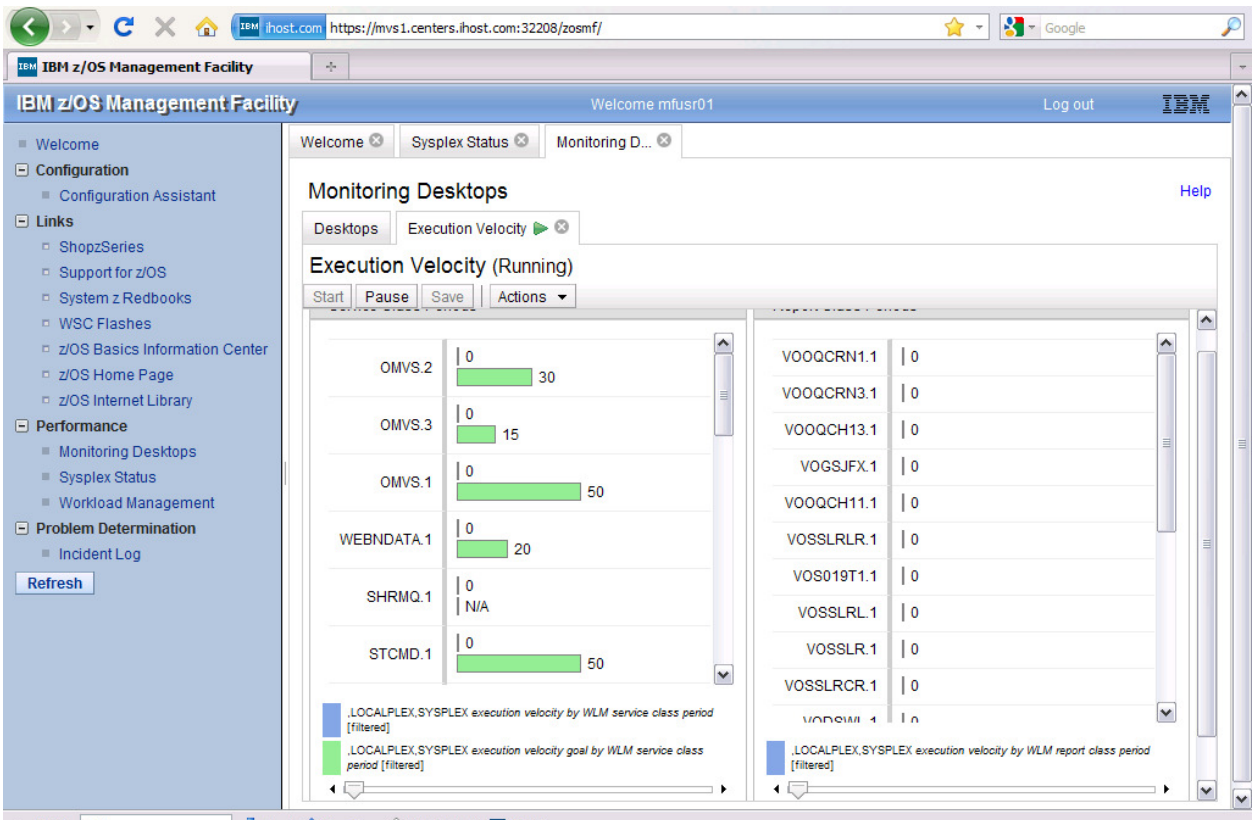 IBM ihost.com https://mvs1.centers.ihost.com:32208/zosmf/
Google
IBM IBM z/OS Management Facility
IBM z/OS Management Facility
Welcome mfusr01
Log out
IBM
Welcome
Configuration
Configuration Assistant
Links
ShopzSeries
Support for z/OS
System z Redbooks
WSC Flashes
z/OS Basics Information Center
z/OS Home Page
z/OS Internet Library
Performance
Monitoring Desktops
Sysplex Status
Workload Management
Problem Determination
Incident Log
Refresh
Welcome
Sysplex Status
Monitoring D...
Monitoring Desktops
Help
Desktops
Execution Velocity
Execution Velocity (Running)
Start
Pause
Save
Actions
OMVS.2
0
30
OMVS.3
0
15
OMVS.1
0
50
WEBNDATA.1
0
20
SHRMQ.1
0
N/A
STCMD.1
0
50
,LOCALPLEX,SYSPLEX execution velocity by WLM service class period
[filtered]
,LOCALPLEX,SYSPLEX execution velocity goal by WLM service class
period [filtered]
VOOQCRN1.1 0
VOOQCRN3.1 0
VOOQCH13.1 0
VOGSJFX.1 0
VOOQCH11.1 0
VOSSLRLR.1 0
VOS019T1.1 0
VOSSLRL.1 0
VOSSLR.1 0
VOSSLRCR.1 0
,LOCALPLEX,SYSPLEX execution velocity by WLM report class period
[filtered]